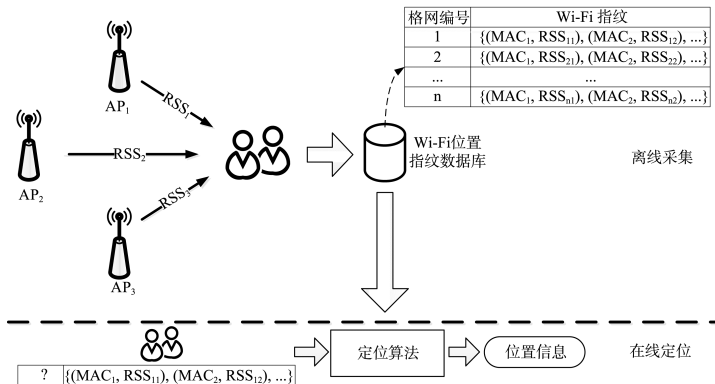 格网编号 Wi-Fi 指纹
1 {(MAC₁, RSS₁₁), (MAC₂, RSS₁₂), ...}
2 {(MAC₁, RSS₂₁), (MAC₂, RSS₂₂), ...}
... ...
n {(MAC₁, RSSₙ₁), (MAC₂, RSSₙ₂), ...}
AP₁
RSS₁
AP₂
RSS₂
RSS₃
AP₃
Wi-Fi位置
指纹数据库
离线采集
定位算法
位置信息
在线定位
? {(MAC₁, RSS₁₁), (MAC₂, RSS₁₂), ...}